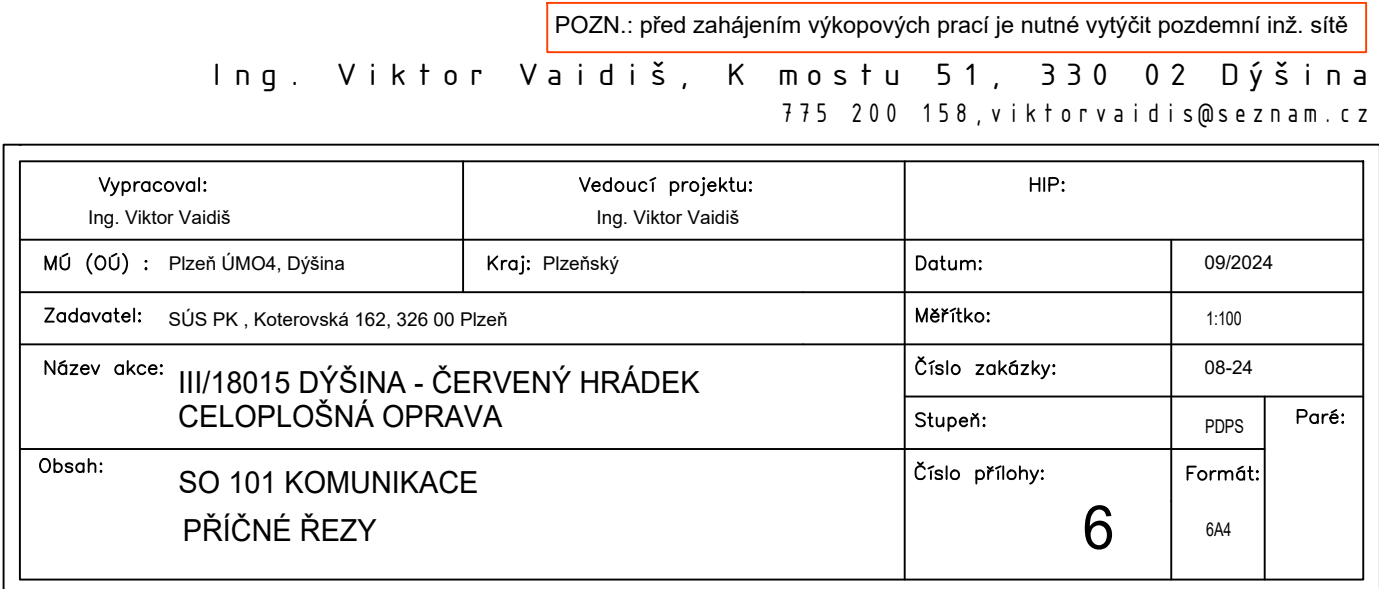 POZN.: před zahájením výkopových prací je nutné vytýčit pozdemní inž. sítě
Ing. Viktor Vaidiš, K mostu 51, 330 02 Dýšina
775 200 158,viktorvaidis@seznam.cz
Vypracoval:
Ing. Viktor Vaidiš
Vedoucí projektu:
Ing. Viktor Vaidiš
HIP:
MÚ (OÚ) : Plzeň ÚMO4, Dýšina
Kraj: Plzeňský
Datum: 09/2024
Zadavatel: SÚS PK , Koterovská 162, 326 00 Plzeň
Měřítko: 1:100
Název akce: III/18015 DÝŠINA - ČERVENÝ HRÁDEK
CELOPLOŠNÁ OPRAVA
Číslo zakázky: 08-24
Stupeň: PDPS
Paré:
Obsah: SO 101 KOMUNIKACE
PŘÍČNÉ ŘEZY
Číslo přílohy:
6
Formát:
6A4